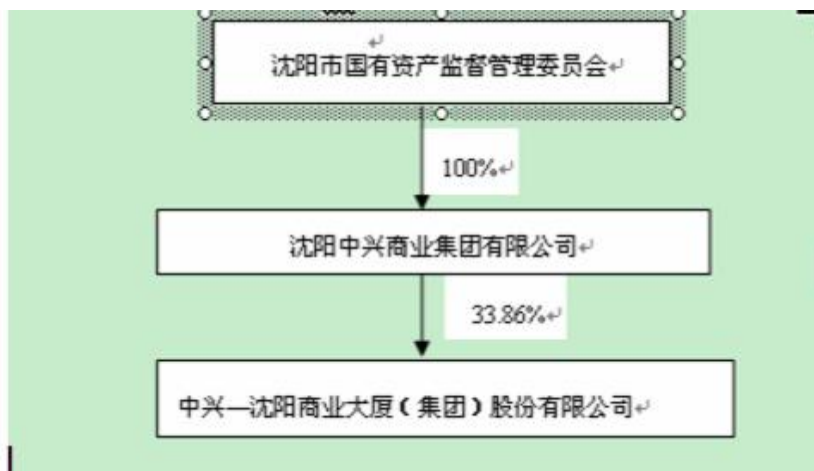 沈阳市国有资产监督管理委员会
100%
沈阳中兴商业集团有限公司
33.86%
中兴—沈阳商业大厦（集团）股份有限公司